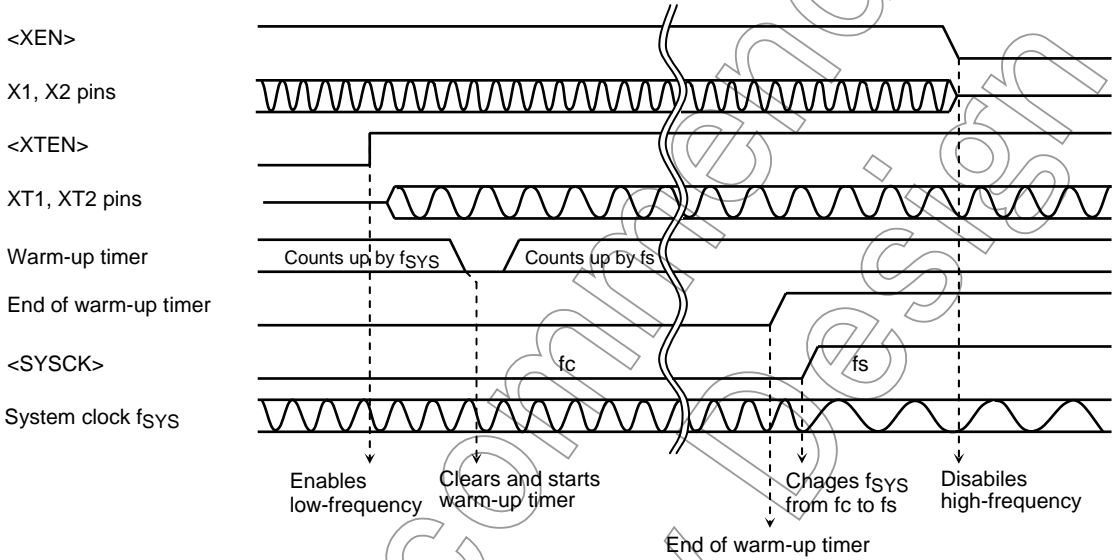 <XEN>
X1, X2 pins
<XTEN>
XT1, XT2 pins
Warm-up timer
Counts up by fSYS
Counts up by fs
End of warm-up timer
<SYSCK>
fc
fs
System clock fSYS
Enables
low-frequency
Clears and starts
warm-up timer
Chages fSYS
from fc to fs
Disabiles
high-frequency
End of warm-up timer